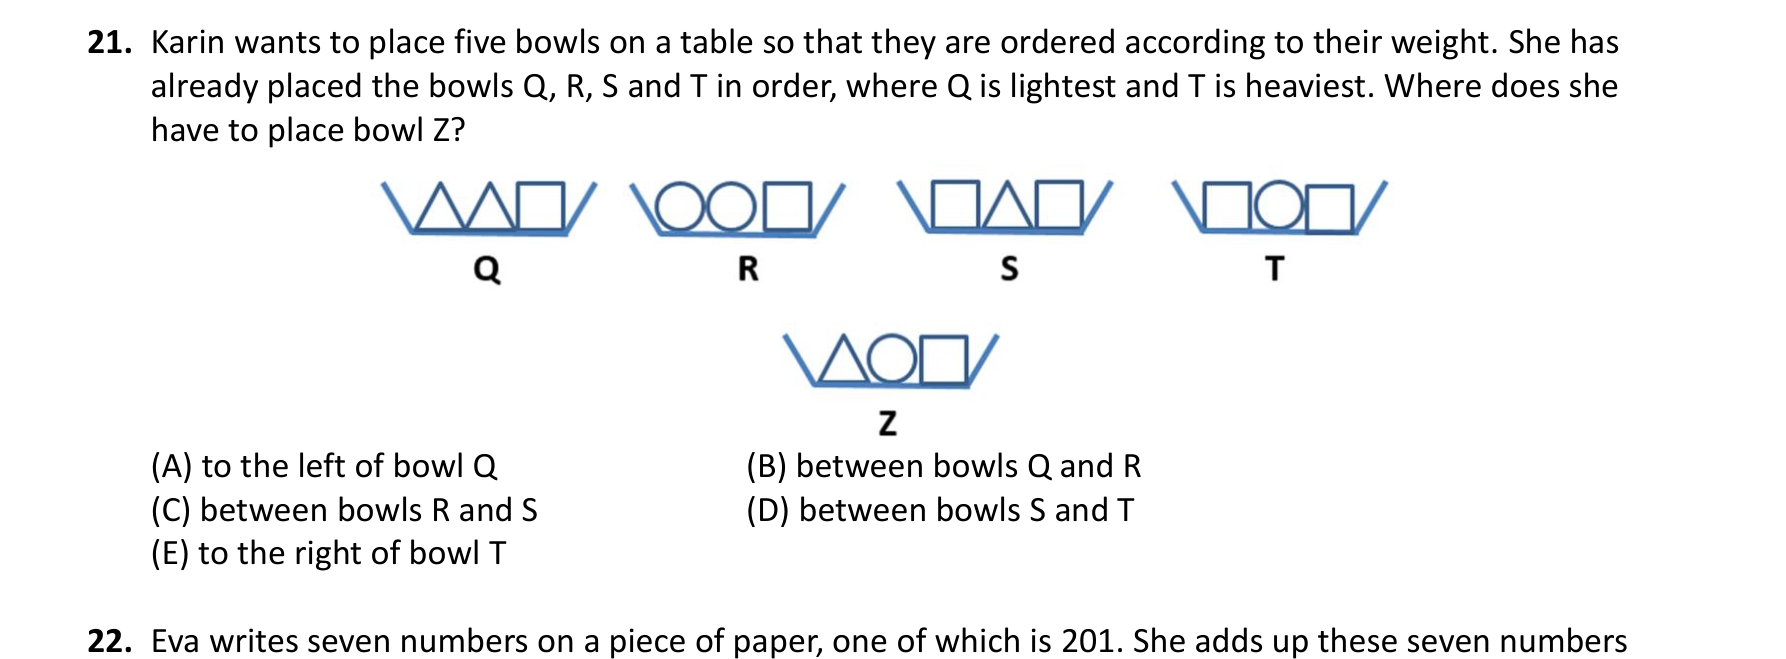 21. Karin wants to place five bowls on a table so that they are ordered according to their weight. She has
already placed the bowls Q, R, S and T in order, where Q is lightest and T is heaviest. Where does she
have to place bowl Z?
Q R S T
Z
(A) to the left of bowl Q (B) between bowls Q and R
(C) between bowls R and S (D) between bowls S and T
(E) to the right of bowl T
22. Eva writes seven numbers on a piece of paper, one of which is 201. She adds up these seven numbers